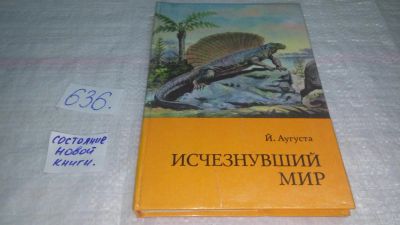 636.
состояние
новой
книги.
Й. Аугуста
ИСЧЕЗНУВШИЙ
МИР